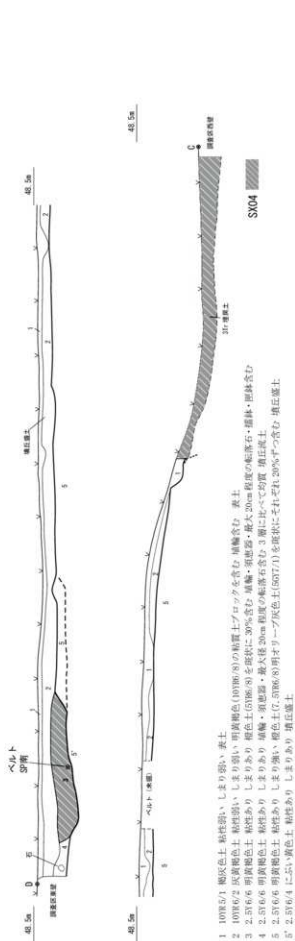 48.5m
48.5m
D
ベルト
SP南
調査区東壁
石
墳丘盛土
1
2
3
4
5
5'
48.5m
48.5m
ベルト（未掘）
1
2
5
C
調査区西壁
3Tr 埋戻土
SX04
1 10YR5/1 褐灰色土 粘性弱い しまり弱い 表土
2 10YR6/2 灰黄褐色土 粘性弱い しまり弱い 明黄褐色(10YR6/8)の粘質土ブロックを含む 埴輪含む 表土
3 2.5Y6/6 明黄褐色土 粘性あり しまりあり 橙色土(5YR6/8)を斑状に30%含む 埴輪・須恵器・最大20cm程度の転落石・擂鉢・匣鉢含む
4 2.5Y6/6 明黄褐色土 粘性あり しまりあり 埴輪・須恵器・最大径20cm程度の転落石含む 3層に比べて均質 墳丘流土
5 2.5Y6/6 明黄褐色土 粘性あり しまり強い 橙色土(7.5YR6/8)明オリーブ灰色土(5GY7/1)を斑状にそれぞれ20%ずつ含む 墳丘盛土
5' 2.5Y6/4 にぶい黄色土 粘性あり しまりあり 墳丘盛土